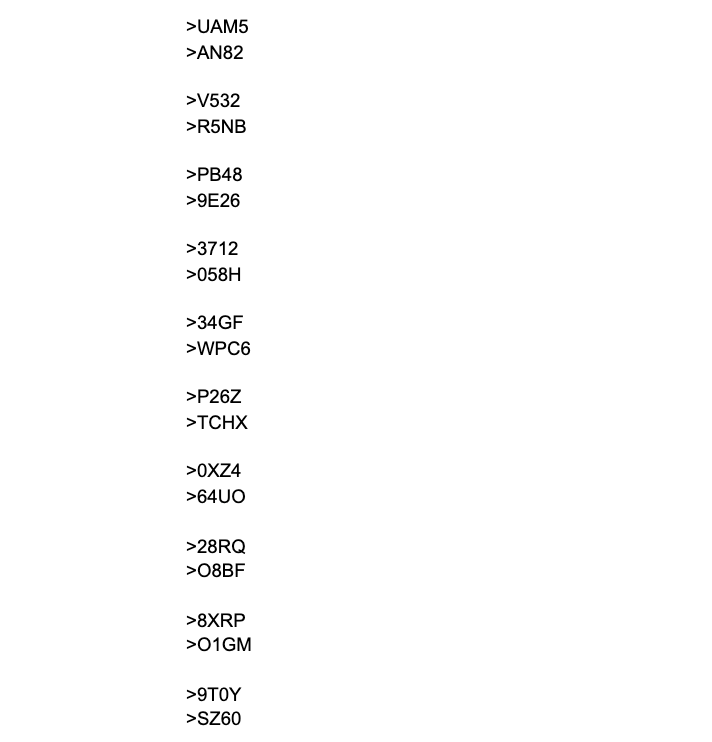 >UAM5
>AN82
>V532
>R5NB
>PB48
>9E26
>3712
>058H
>34GF
>WPC6
>P26Z
>TCHX
>0XZ4
>64UO
>28RQ
>O8BF
>8XRP
>O1GM
>9T0Y
>SZ60